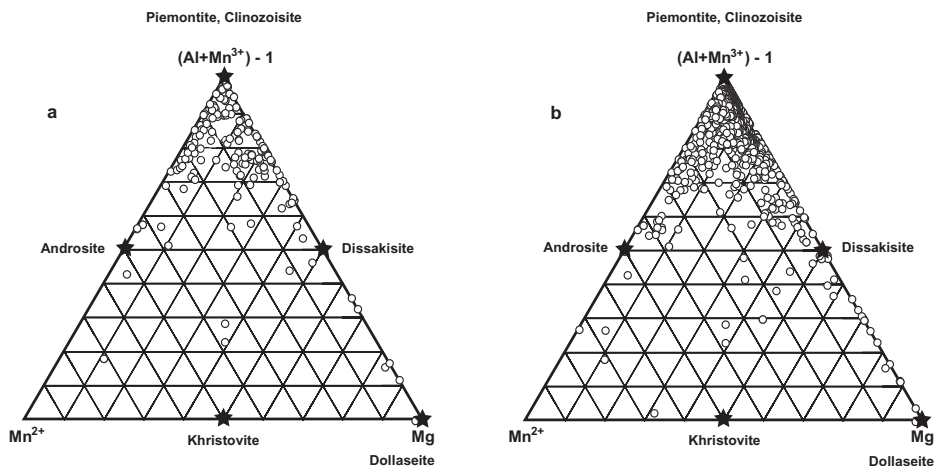 Piemontite, Clinozoisite
(Al+Mn³⁺) - 1
a
Androsite
Dissakisite
Mn²⁺
Khristovite
Mg
Dollaseite
Piemontite, Clinozoisite
(Al+Mn³⁺) - 1
b
Androsite
Dissakisite
Mn²⁺
Khristovite
Mg
Dollaseite